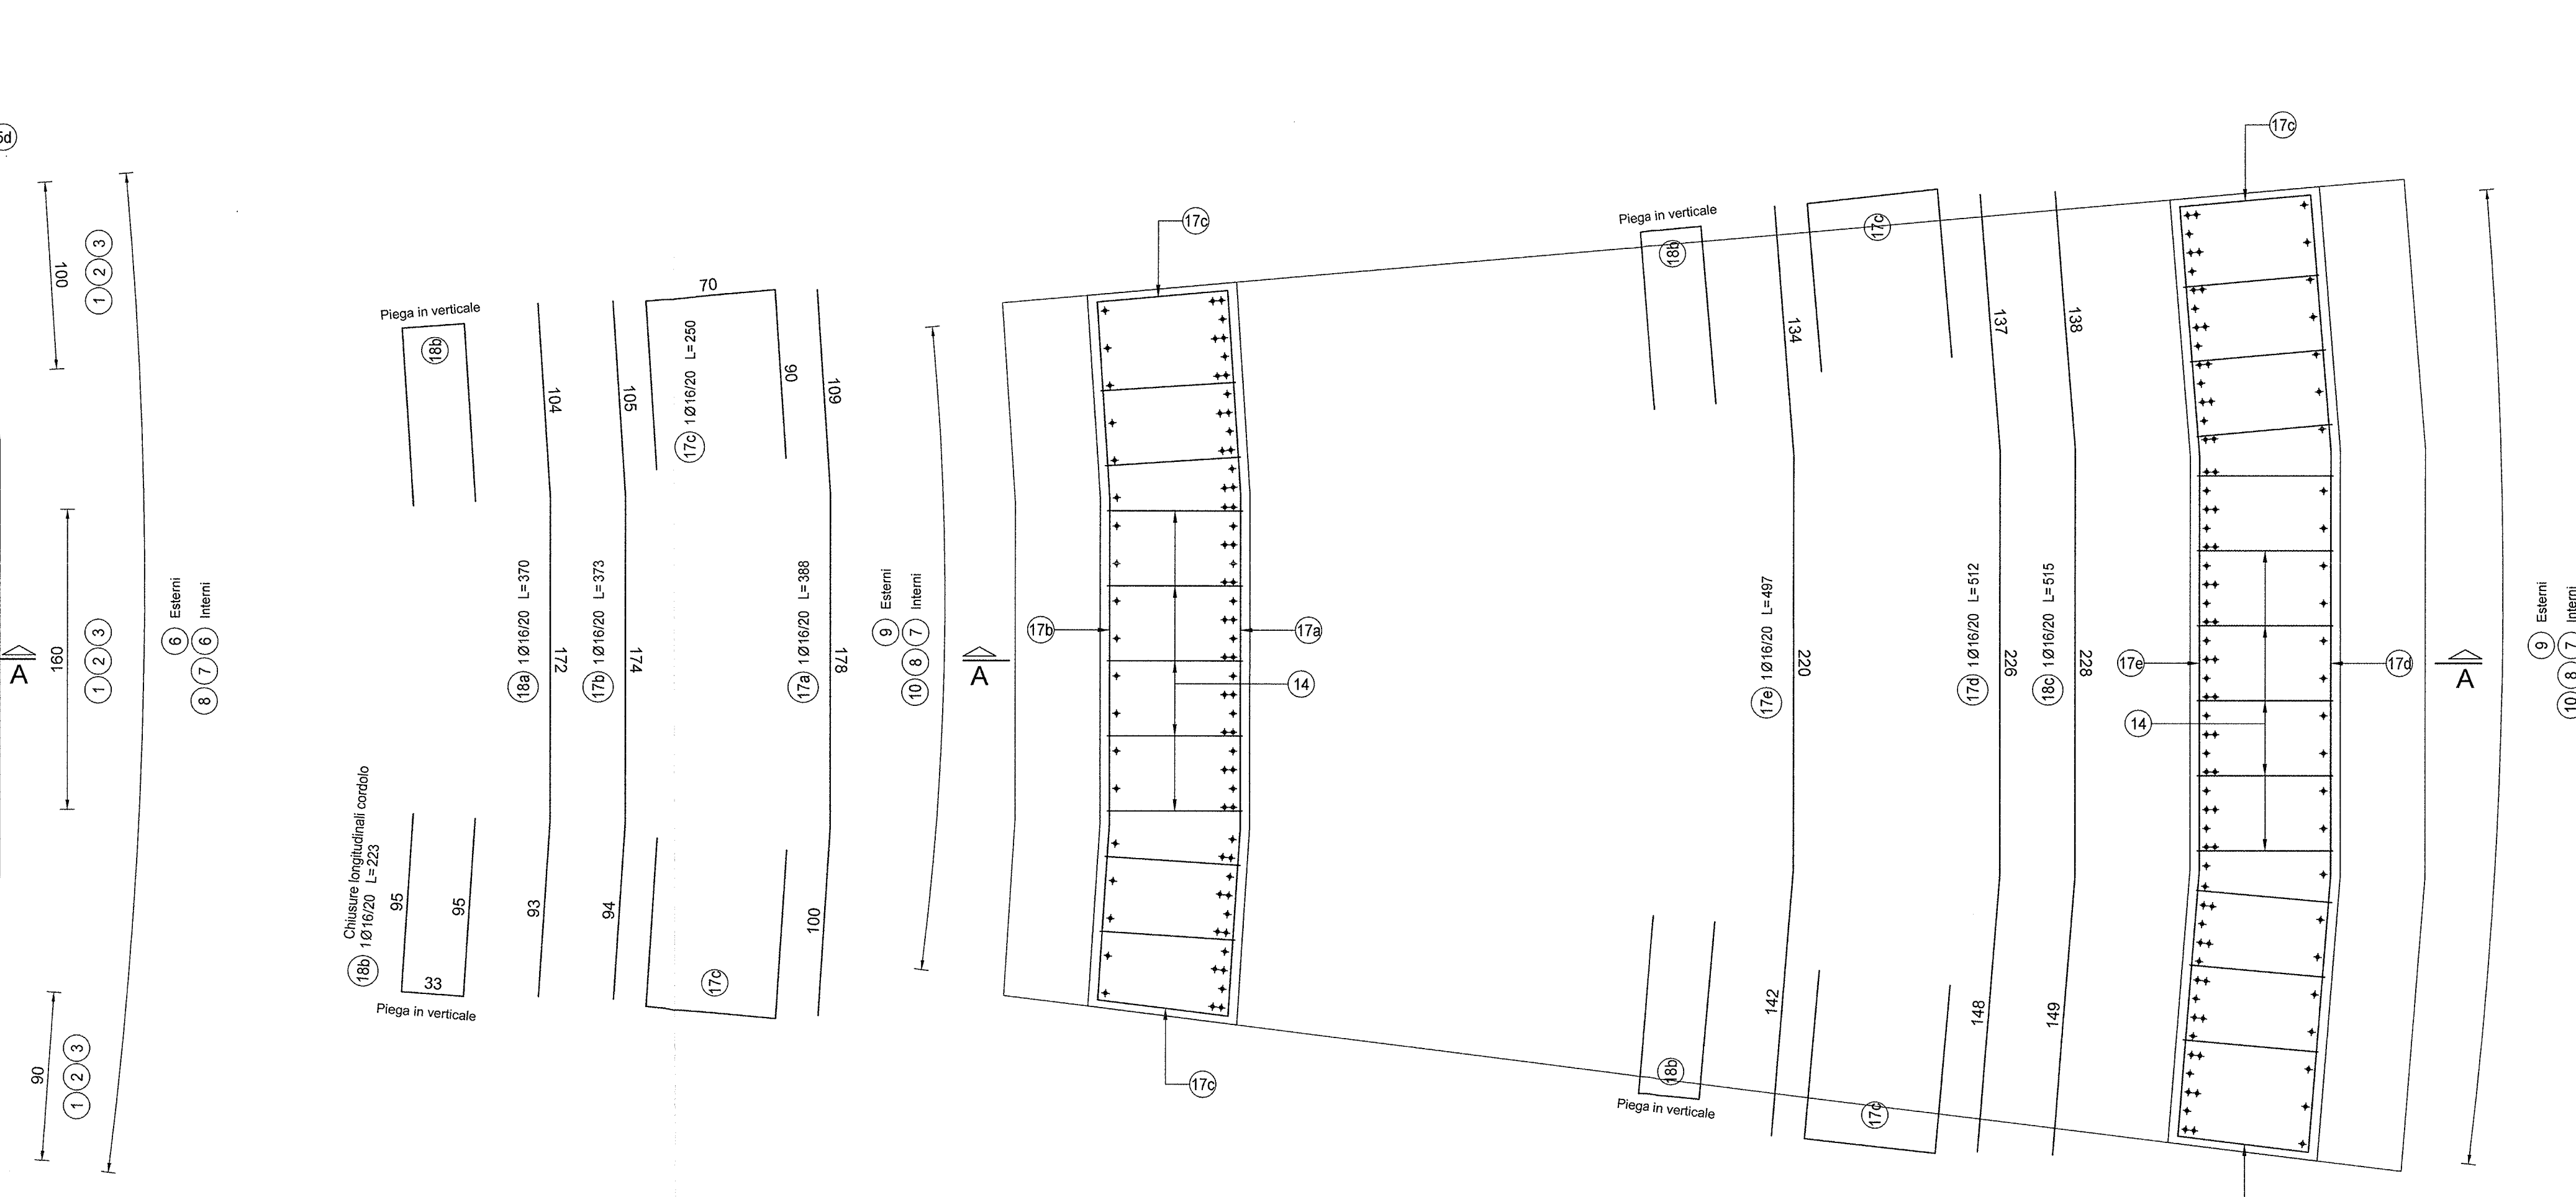 5d
100
1 2 3
160
1 2 3
A
90
1 2 3
6 Esterni
8 7 6 Interni
Piega in verticale
18b
Chiusure longitudinali cordolo
18b 1Ø16/20 L=223
95
95
33
Piega in verticale
104
18a 1Ø16/20 L=370
172
93
105
17b 1Ø16/20 L=373
174
94
70
17c 1Ø16/20 L=250
90
17c
109
17a 1Ø16/20 L=388
178
100
9 Esterni
10 8 7 Interni
A
17c
17b
17a
14
17c
Piega in verticale
18b
18b
Piega in verticale
134
17e 1Ø16/20 L=497
220
142
17c
17c
137
17d 1Ø16/20 L=512
226
148
138
18c 1Ø16/20 L=515
228
149
17c
17e
17d
14
A
9 Esterni
10 8 7 Interni